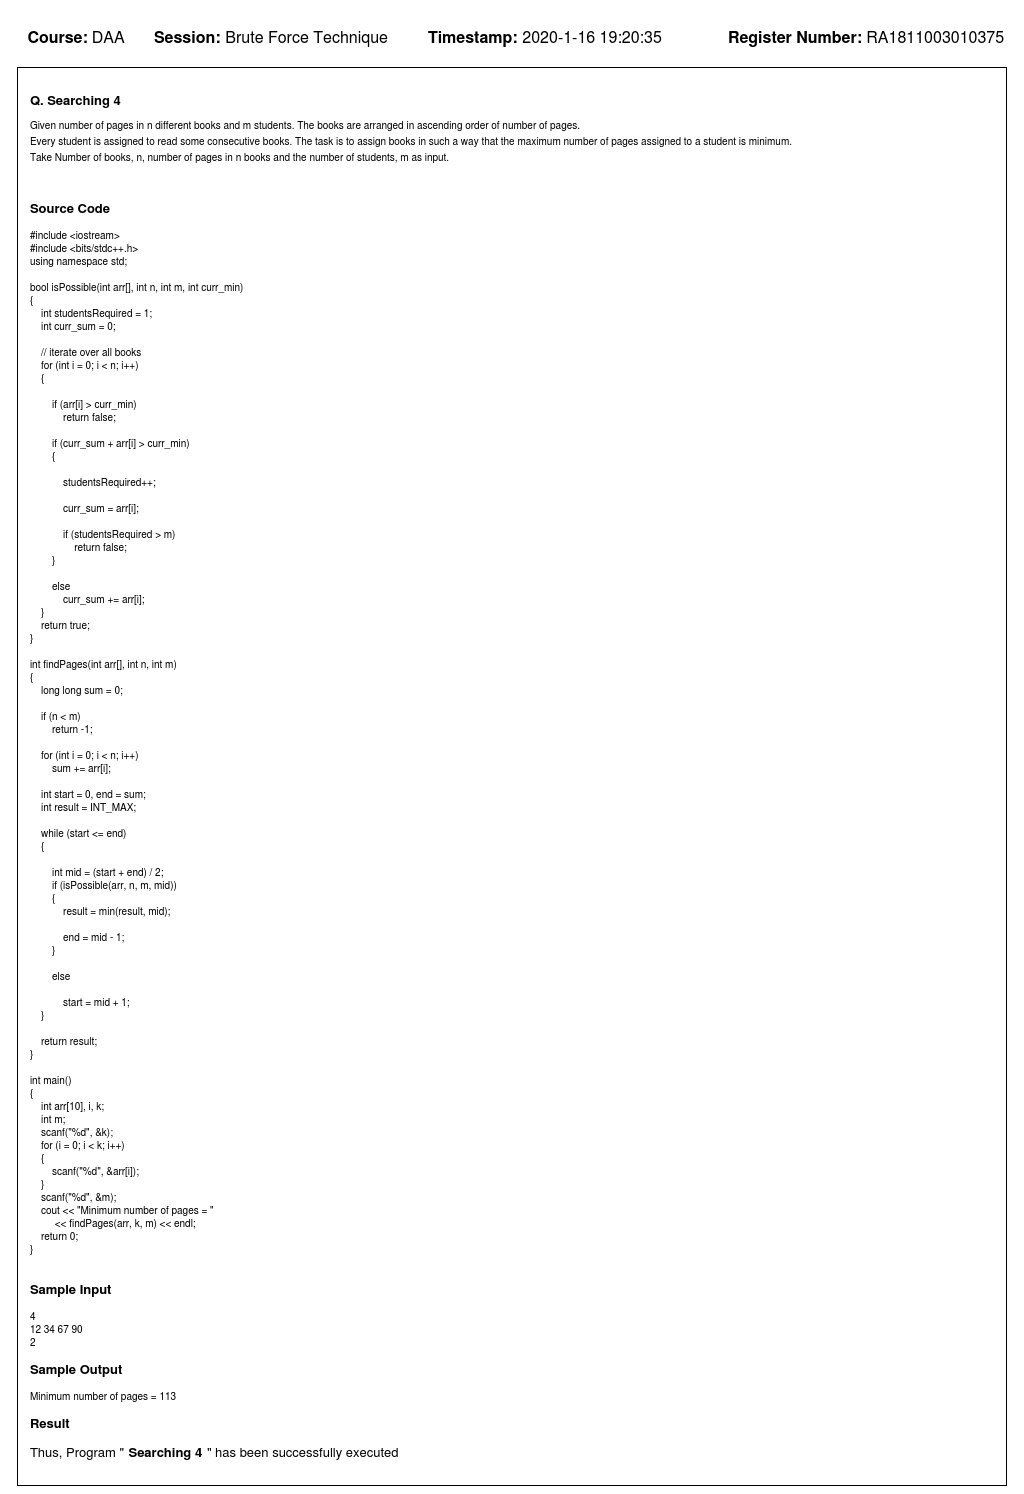 Course: DAA Session: Brute Force Technique Timestamp: 2020-1-16 19:20:35 Register Number: RA1811003010375
Q. Searching 4
Given number of pages in n different books and m students. The books are arranged in ascending order of number of pages.
Every student is assigned to read some consecutive books. The task is to assign books in such a way that the maximum number of pages assigned to a student is minimum.
Take Number of books, n, number of pages in n books and the number of students, m as input.
Source Code
#include <iostream>
#include <bits/stdc++.h>
using namespace std;
bool isPossible(int arr[], int n, int m, int curr_min)
{
int studentsRequired = 1;
int curr_sum = 0;
// iterate over all books
for (int i = 0; i < n; i++)
{
if (arr[i] > curr_min)
return false;
if (curr_sum + arr[i] > curr_min)
{
studentsRequired++;
curr_sum = arr[i];
if (studentsRequired > m)
return false;
}
else
curr_sum += arr[i];
}
return true;
}
int findPages(int arr[], int n, int m)
{
long long sum = 0;
if (n < m)
return -1;
for (int i = 0; i < n; i++)
sum += arr[i];
int start = 0, end = sum;
int result = INT_MAX;
while (start <= end)
{
int mid = (start + end) / 2;
if (isPossible(arr, n, m, mid))
{
result = min(result, mid);
end = mid - 1;
}
else
start = mid + 1;
}
return result;
}
int main()
{
int arr[10], i, k;
int m;
scanf("%d", &k);
for (i = 0; i < k; i++)
{
scanf("%d", &arr[i]);
}
scanf("%d", &m);
cout << "Minimum number of pages = "
<< findPages(arr, k, m) << endl;
return 0;
}
Sample Input
4
12 34 67 90
2
Sample Output
Minimum number of pages = 113
Result
Thus, Program " Searching 4 " has been successfully executed